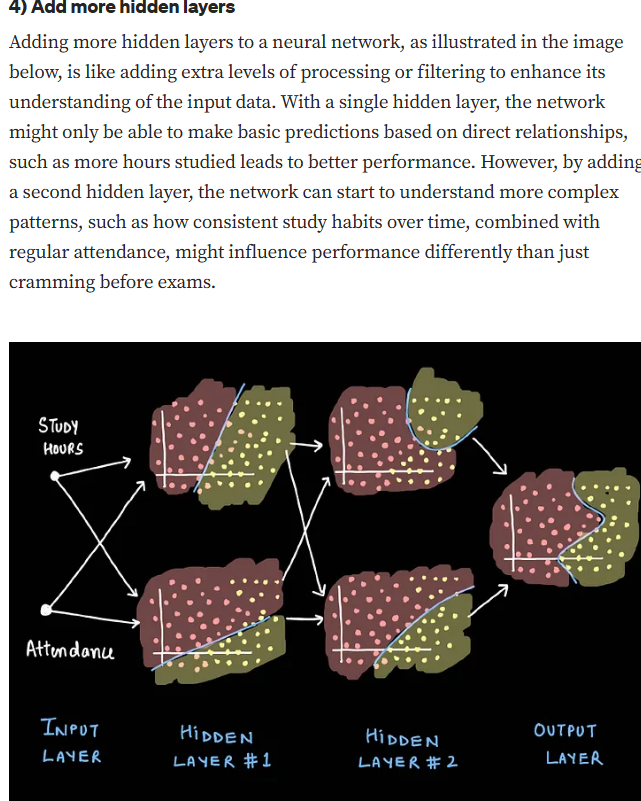 4) Add more hidden layers
Adding more hidden layers to a neural network, as illustrated in the image
below, is like adding extra levels of processing or filtering to enhance its
understanding of the input data. With a single hidden layer, the network
might only be able to make basic predictions based on direct relationships,
such as more hours studied leads to better performance. However, by adding
a second hidden layer, the network can start to understand more complex
patterns, such as how consistent study habits over time, combined with
regular attendance, might influence performance differently than just
cramming before exams.
STUDY
HOURS
Attendance
INPUT
LAYER
HIDDEN
LAYER #1
HIDDEN
LAYER #2
OUTPUT
LAYER